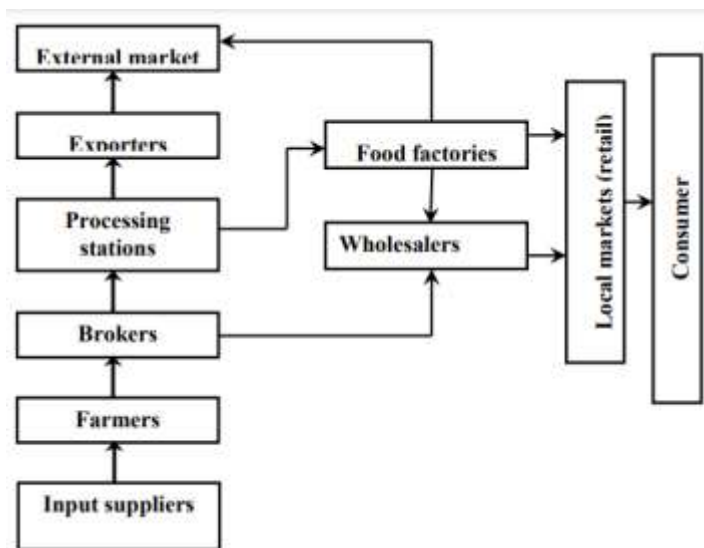 External market
Exporters
Food factories
Processing
stations
Wholesalers
Brokers
Farmers
Input suppliers
Local markets (retail)
Consumer